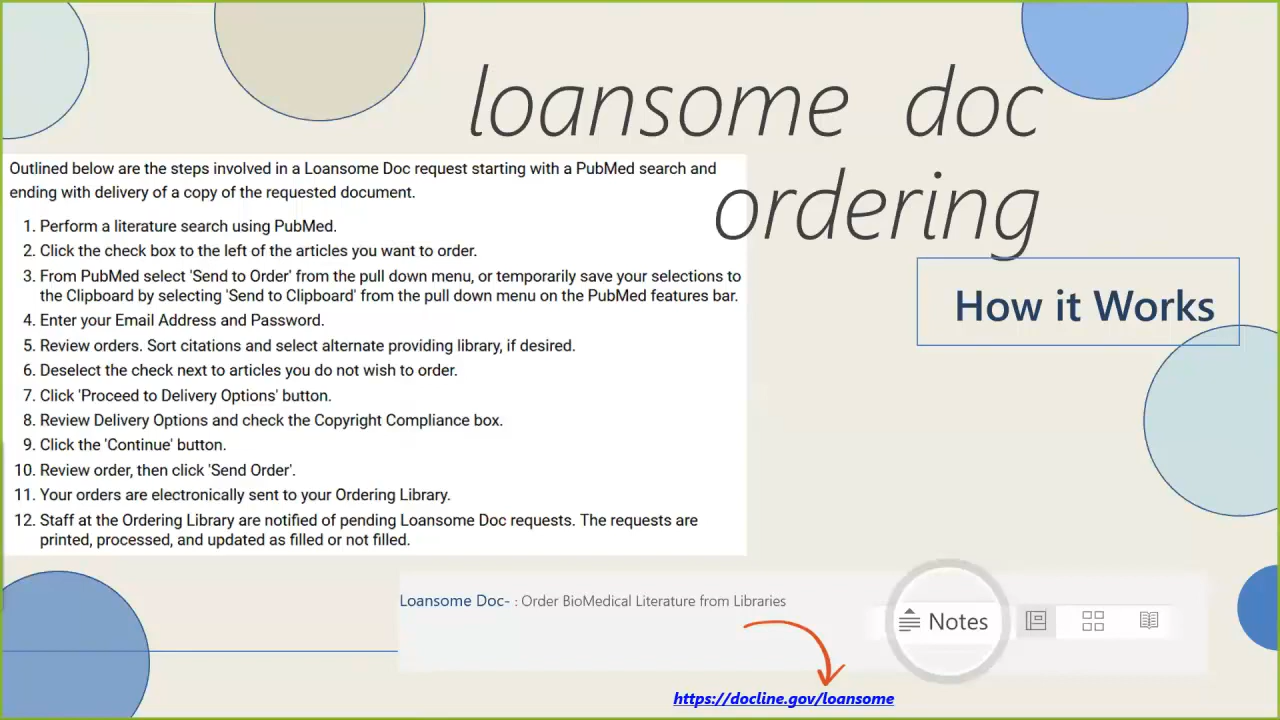 loansome doc
ordering
How it Works
Outlined below are the steps involved in a Loansome Doc request starting with a PubMed search and
ending with delivery of a copy of the requested document.
1. Perform a literature search using PubMed.
2. Click the check box to the left of the articles you want to order.
3. From PubMed select 'Send to Order' from the pull down menu, or temporarily save your selections to
the Clipboard by selecting 'Send to Clipboard' from the pull down menu on the PubMed features bar.
4. Enter your Email Address and Password.
5. Review orders. Sort citations and select alternate providing library, if desired.
6. Deselect the check next to articles you do not wish to order.
7. Click 'Proceed to Delivery Options' button.
8. Review Delivery Options and check the Copyright Compliance box.
9. Click the 'Continue' button.
10. Review order, then click 'Send Order'.
11. Your orders are electronically sent to your Ordering Library.
12. Staff at the Ordering Library are notified of pending Loansome Doc requests. The requests are
printed, processed, and updated as filled or not filled.
Loansome Doc- : Order BioMedical Literature from Libraries
Notes
https://docline.gov/loansome